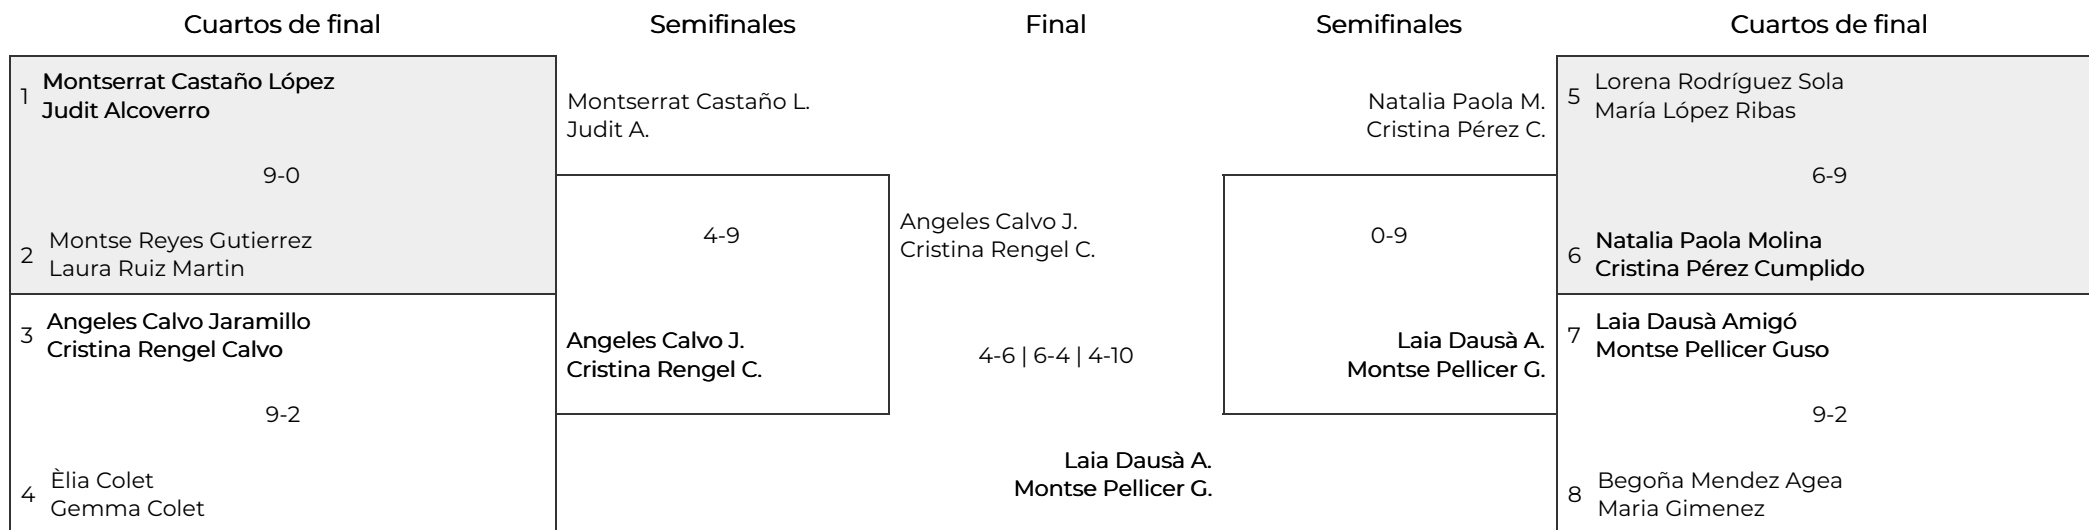 Cuartos de final
Semifinales
Final
Semifinales
Cuartos de final
1
Montserrat Castaño López
Judit Alcoverro
9-0
2
Montse Reyes Gutierrez
Laura Ruiz Martin
3
Angeles Calvo Jaramillo
Cristina Rengel Calvo
9-2
4
Èlia Colet
Gemma Colet
Montserrat Castaño L.
Judit A.
4-9
Angeles Calvo J.
Cristina Rengel C.
Angeles Calvo J.
Cristina Rengel C.
4-6 | 6-4 | 4-10
Laia Dausà A.
Montse Pellicer G.
Natalia Paola M.
Cristina Pérez C.
0-9
Laia Dausà A.
Montse Pellicer G.
5
Lorena Rodríguez Sola
María López Ribas
6-9
6
Natalia Paola Molina
Cristina Pérez Cumplido
7
Laia Dausà Amigó
Montse Pellicer Guso
9-2
8
Begoña Mendez Agea
Maria Gimenez